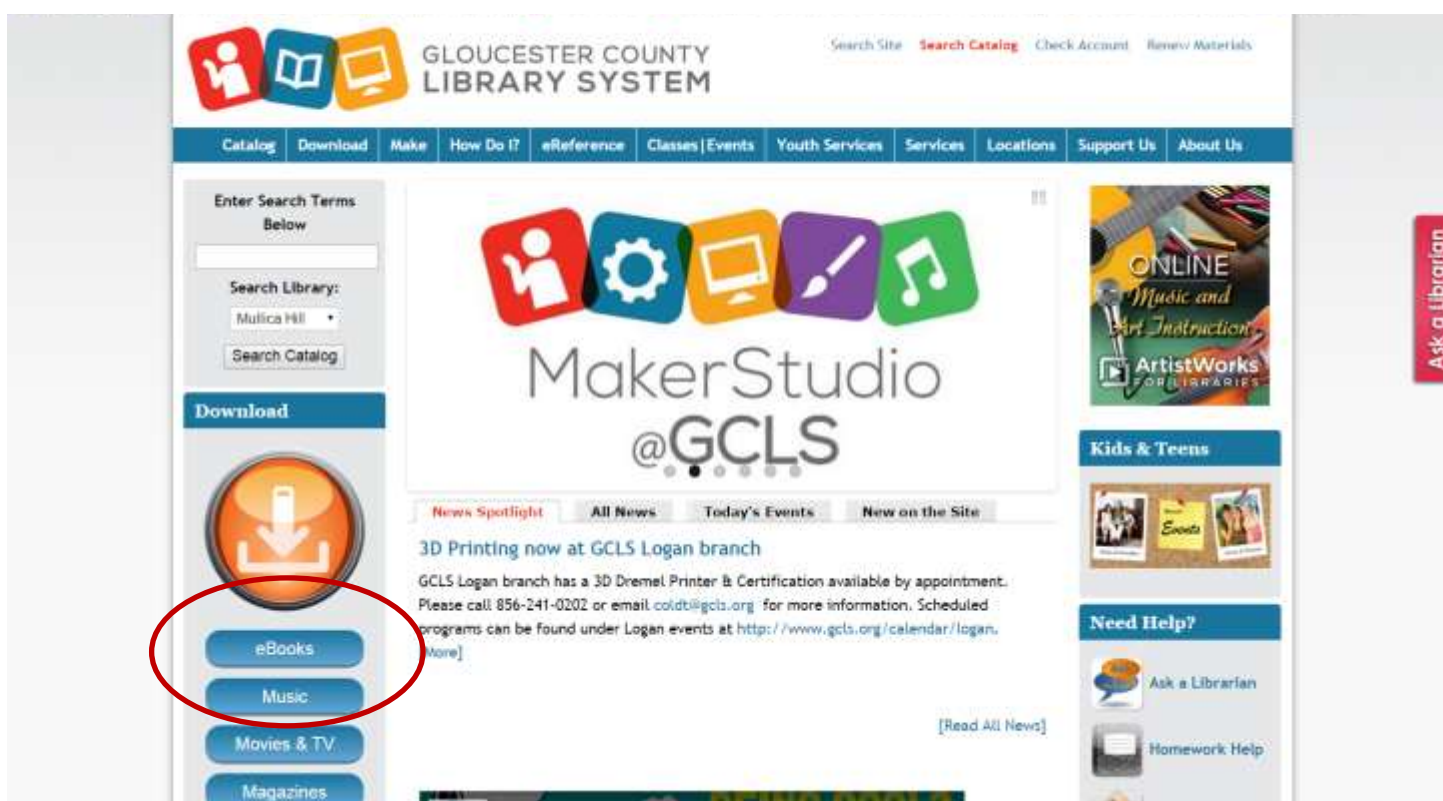 GLOUCESTER COUNTY
LIBRARY SYSTEM
Search Site Search Catalog Check Account Renew Materials
Catalog Download Make How Do I? eReference Classes|Events Youth Services Services Locations Support Us About Us
Enter Search Terms
Below
Search Library:
Mullica Hill
Search Catalog
Download
eBooks
Music
Movies & TV
Magazines
MakerStudio
@GCLS
News Spotlight All News Today's Events New on the Site
3D Printing now at GCLS Logan branch
GCLS Logan branch has a 3D Dremel Printer & Certification available by appointment.
Please call 856-241-0202 or email coldt@gcls.org for more information. Scheduled
programs can be found under Logan events at http://www.gcls.org/calendar/logan.
More]
[Read All News]
ONLINE
Music and
Art Instruction
ArtistWorks
FOR LIBRARIES
Kids & Teens
Events
Need Help?
Ask a Librarian
Homework Help
Ask a Librarian